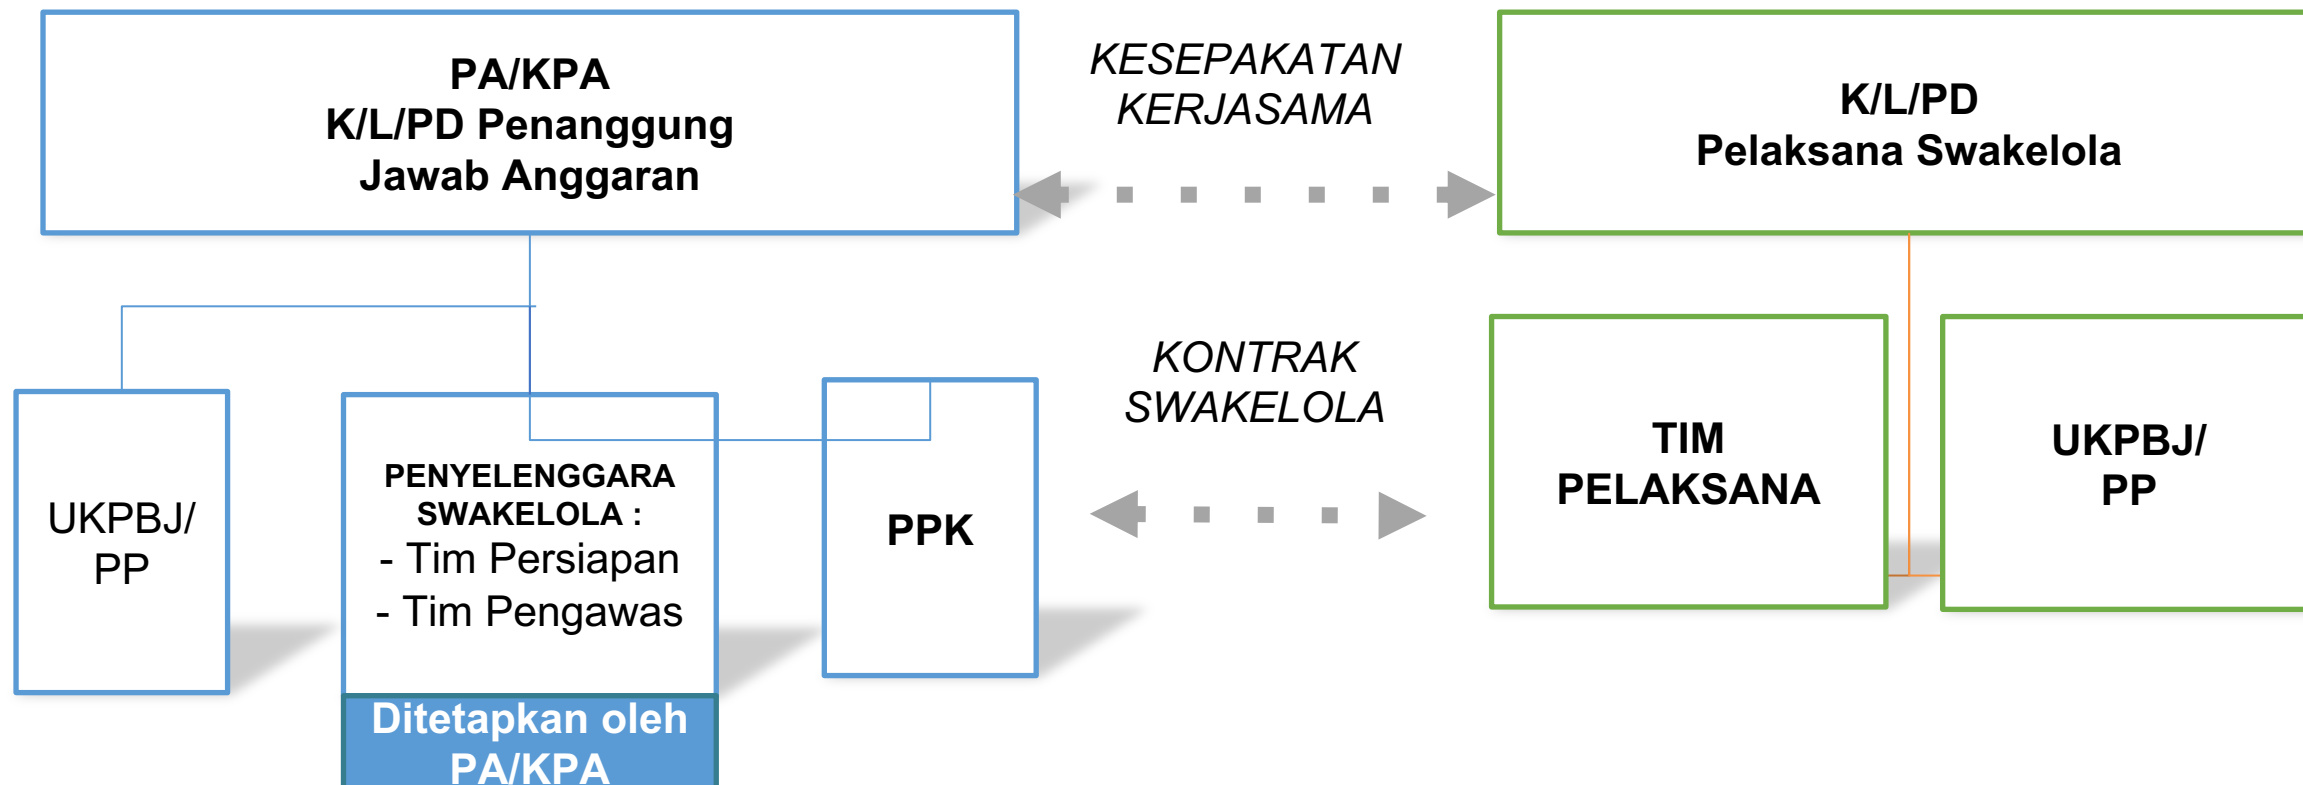 PA/KPA
K/L/PD Penanggung
Jawab Anggaran
KESEPAKATAN
KERJASAMA
K/L/PD
Pelaksana Swakelola
UKPBJ/
PP
PENYELENGGARA
SWAKELOLA :
- Tim Persiapan
- Tim Pengawas
Ditetapkan oleh
PA/KPA
PPK
KONTRAK
SWAKELOLA
TIM
PELAKSANA
UKPBJ/
PP